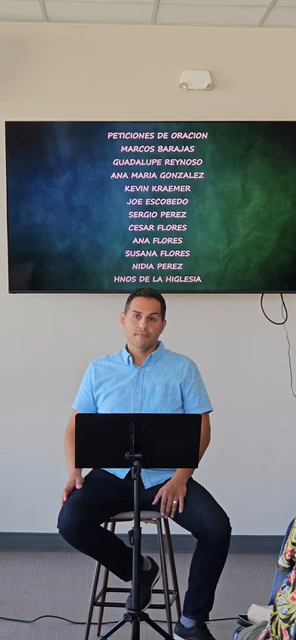 PETICIONES DE ORACION
MARCOS BARAJAS
GUADALUPE REYNOSO
ANA MARIA GONZALEZ
KEVIN KRAEMER
JOE ESCOBEDO
SERGIO PEREZ
CESAR FLORES
ANA FLORES
SUSANA FLORES
NIDIA PEREZ
HNOS DE LA HIGLESIA